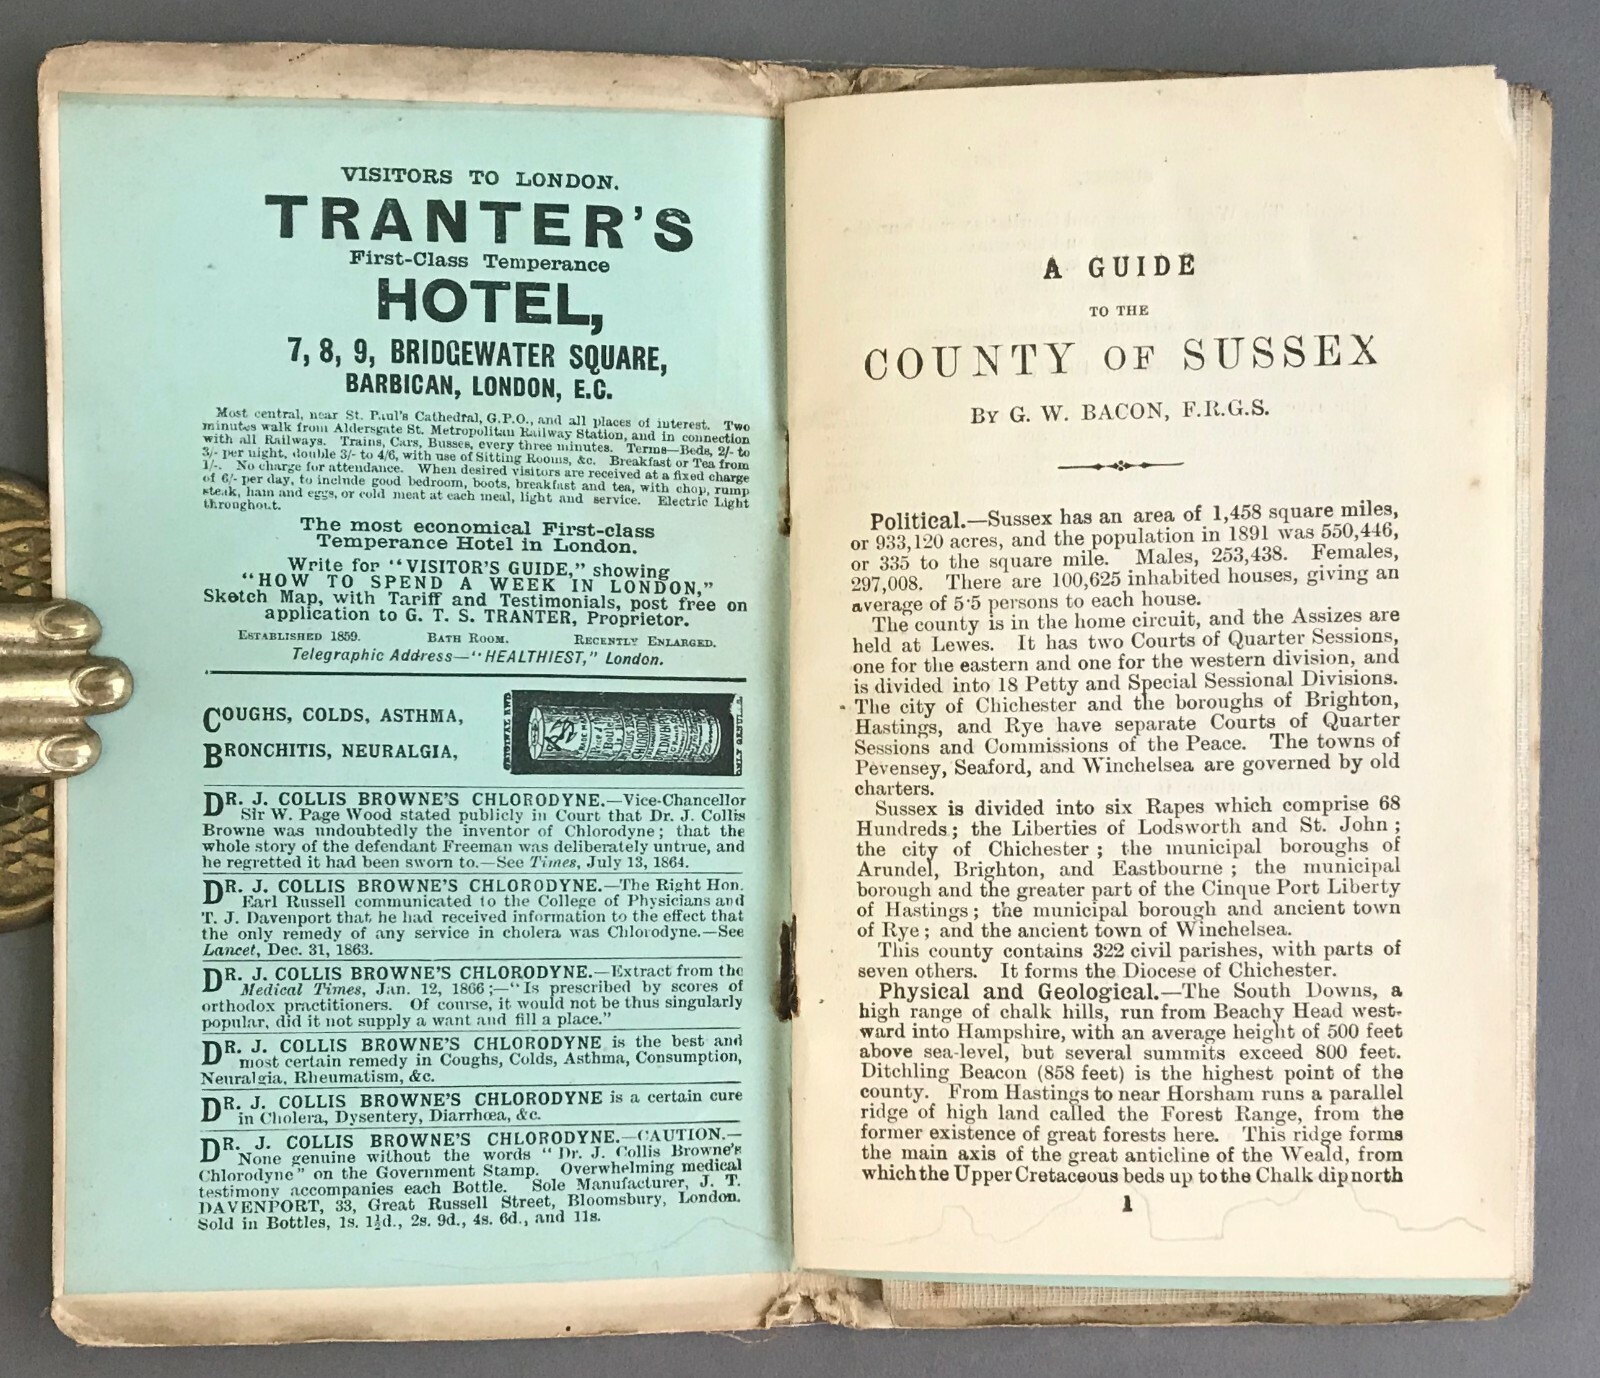 VISITORS TO LONDON.
TRANTER'S
First-Class Temperance
HOTEL,
7, 8, 9, BRIDGEWATER SQUARE,
BARBICAN, LONDON, E.C.
Most central, near St. Paul's Cathedral, G.P.O., and all places of interest. Two
minutes walk from Aldersgate St. Metropolitan Railway Station, and in connection
with all Railways. Trains, Cars, Busses, every three minutes. Terms—Beds, 2/- to
3/- per night, double 3/- to 4/6, with use of Sitting Rooms, &c. Breakfast or Tea from
1/-. No charge for attendance. When desired visitors are received at a fixed charge
of 6/- per day, to include good bedroom, boots, breakfast and tea, with chop, rump
steak, ham and eggs, or cold meat at each meal, light and service. Electric Light
throughout.
The most economical First-class
Temperance Hotel in London.
Write for "VISITOR'S GUIDE," showing
"HOW TO SPEND A WEEK IN LONDON,"
Sketch Map, with Tariff and Testimonials, post free on
application to G. T. S. TRANTER, Proprietor.
ESTABLISHED 1859. BATH ROOM. RECENTLY ENLARGED.
Telegraphic Address—"HEALTHIEST," London.
COUGHS, COLDS, ASTHMA,
BRONCHITIS, NEURALGIA,
DR. J. COLLIS BROWNE'S CHLORODYNE.—Vice-Chancellor
Sir W. Page Wood stated publicly in Court that Dr. J. Collis
Browne was undoubtedly the inventor of Chlorodyne; that the
whole story of the defendant Freeman was deliberately untrue, and
he regretted it had been sworn to.—See Times, July 13, 1864.
DR. J. COLLIS BROWNE'S CHLORODYNE.—The Right Hon.
Earl Russell communicated to the College of Physicians and
T. J. Davenport that he had received information to the effect that
the only remedy of any service in cholera was Chlorodyne.—See
Lancet, Dec. 31, 1863.
DR. J. COLLIS BROWNE'S CHLORODYNE.—Extract from the
Medical Times, Jan. 12, 1866:—"Is prescribed by scores of
orthodox practitioners. Of course, it would not be thus singularly
popular, did it not supply a want and fill a place."
DR. J. COLLIS BROWNE'S CHLORODYNE is the best and
most certain remedy in Coughs, Colds, Asthma, Consumption,
Neuralgia, Rheumatism, &c.
DR. J. COLLIS BROWNE'S CHLORODYNE is a certain cure
in Cholera, Dysentery, Diarrhœa, &c.
DR. J. COLLIS BROWNE'S CHLORODYNE.—CAUTION.—
None genuine without the words "Dr. J. Collis Browne's
Chlorodyne" on the Government Stamp. Overwhelming medical
testimony accompanies each Bottle. Sole Manufacturer, J. T.
DAVENPORT, 33, Great Russell Street, Bloomsbury, London.
Sold in Bottles, 1s. 1½d., 2s. 9d., 4s. 6d., and 11s.
A GUIDE
TO THE
COUNTY OF SUSSEX
BY G. W. BACON, F.R.G.S.
Political.—Sussex has an area of 1,458 square miles,
or 933,120 acres, and the population in 1891 was 550,446,
or 335 to the square mile. Males, 253,438. Females,
297,008. There are 100,625 inhabited houses, giving an
average of 5·5 persons to each house.
The county is in the home circuit, and the Assizes are
held at Lewes. It has two Courts of Quarter Sessions,
one for the eastern and one for the western division, and
is divided into 18 Petty and Special Sessional Divisions.
The city of Chichester and the boroughs of Brighton,
Hastings, and Rye have separate Courts of Quarter
Sessions and Commissions of the Peace. The towns of
Pevensey, Seaford, and Winchelsea are governed by old
charters.
Sussex is divided into six Rapes which comprise 68
Hundreds; the Liberties of Lodsworth and St. John;
the city of Chichester; the municipal boroughs of
Arundel, Brighton, and Eastbourne; the municipal
borough and the greater part of the Cinque Port Liberty
of Hastings; the municipal borough and ancient town
of Rye; and the ancient town of Winchelsea.
This county contains 322 civil parishes, with parts of
seven others. It forms the Diocese of Chichester.
Physical and Geological.—The South Downs, a
high range of chalk hills, run from Beachy Head west-
ward into Hampshire, with an average height of 500 feet
above sea-level, but several summits exceed 800 feet.
Ditchling Beacon (858 feet) is the highest point of the
county. From Hastings to near Horsham runs a parallel
ridge of high land called the Forest Range, from the
former existence of great forests here. This ridge forms
the main axis of the great anticline of the Weald, from
which the Upper Cretaceous beds up to the Chalk dip north
1